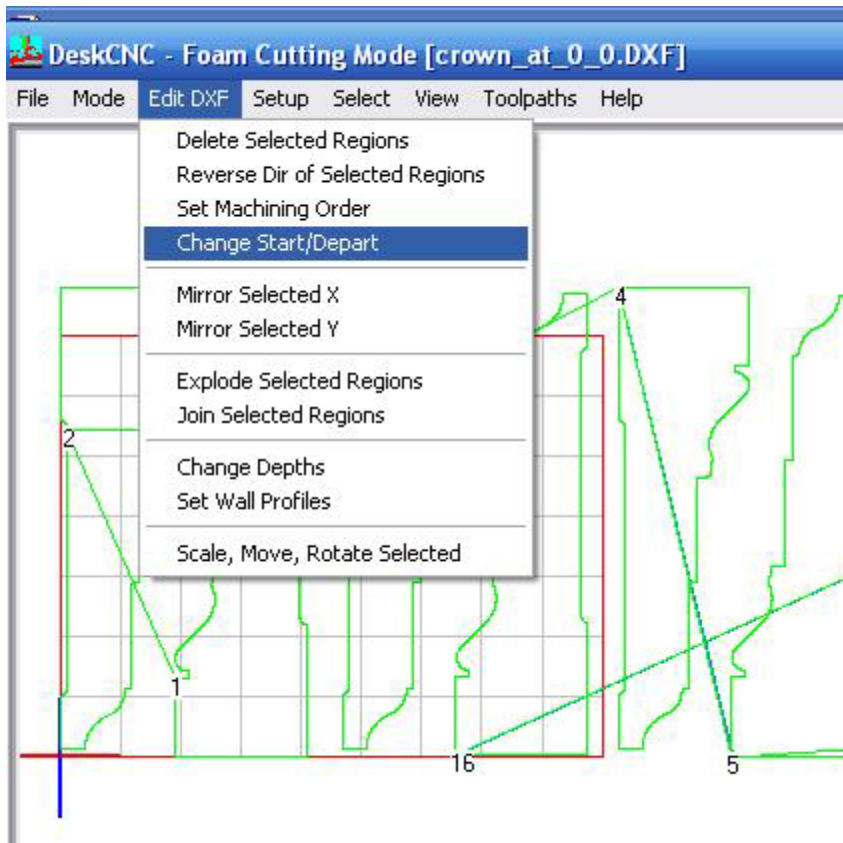 DeskCNC - Foam Cutting Mode [crown_at_0_0.DXF]
File Mode Edit DXF Setup Select View Toolpaths Help
Delete Selected Regions
Reverse Dir of Selected Regions
Set Machining Order
Change Start/Depart
Mirror Selected X
Mirror Selected Y
Explode Selected Regions
Join Selected Regions
Change Depths
Set Wall Profiles
Scale, Move, Rotate Selected
4
2
1
16
5